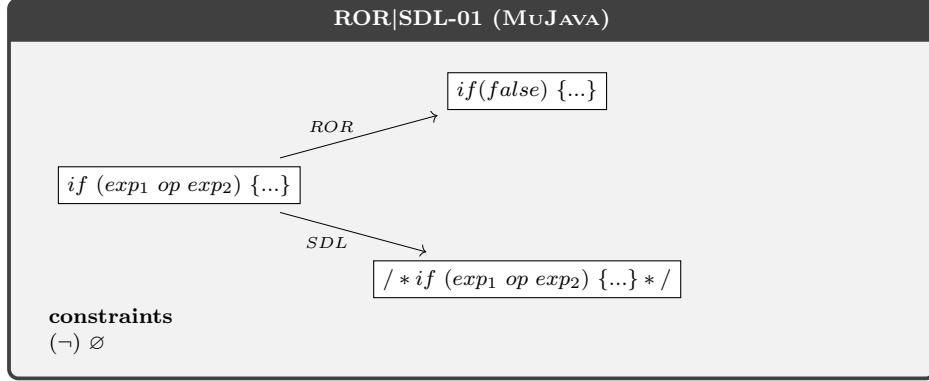 ROR|SDL-01 (MUJAVA)
if(false) {...}
ROR
if (exp₁ op exp₂) {...}
SDL
/ * if (exp₁ op exp₂) {...} * /
constraints
(¬) ∅